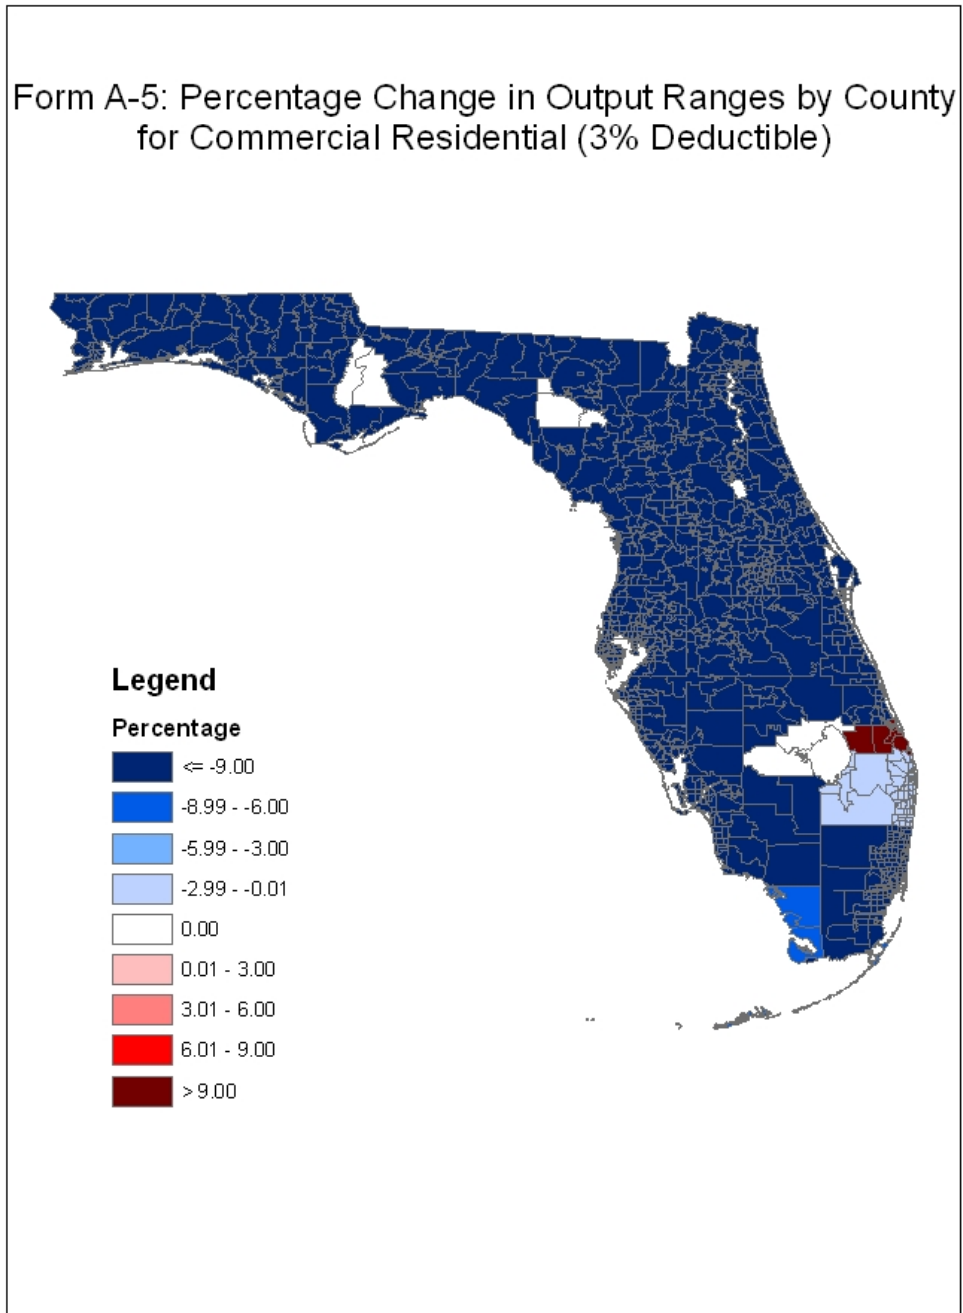 Form A-5: Percentage Change in Output Ranges by County
for Commercial Residential (3% Deductible)
Legend
Percentage
<= -9.00
-8.99 - -6.00
-5.99 - -3.00
-2.99 - -0.01
0.00
0.01 - 3.00
3.01 - 6.00
6.01 - 9.00
> 9.00